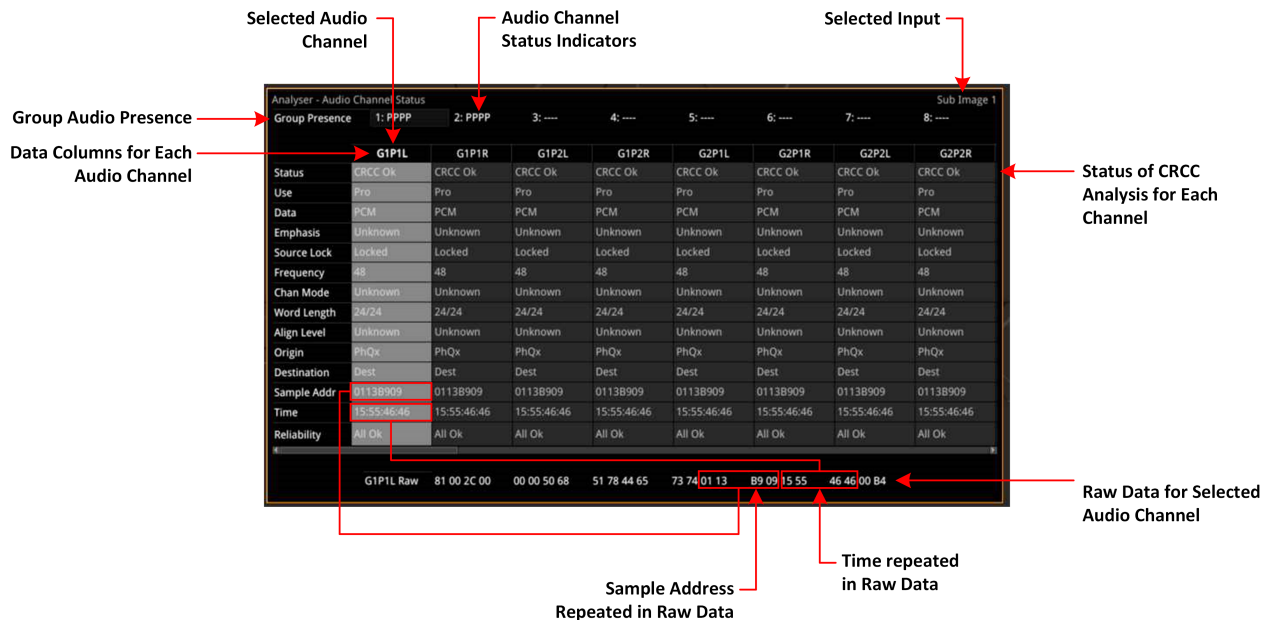 Selected Audio
Channel
Audio Channel
Status Indicators
Selected Input
Group Audio Presence
Data Columns for Each
Audio Channel
Analyser - Audio Channel Status Sub Image 1
Group Presence 1: PPPP 2: PPPP 3: ---- 4: ---- 5: ---- 6: ---- 7: ---- 8: ----
G1P1L G1P1R G1P2L G1P2R G2P1L G2P1R G2P2L G2P2R
Status CRCC Ok CRCC Ok CRCC Ok CRCC Ok CRCC Ok CRCC Ok CRCC Ok CRCC Ok
Use Pro Pro Pro Pro Pro Pro Pro Pro
Data PCM PCM PCM PCM PCM PCM PCM PCM
Emphasis Unknown Unknown Unknown Unknown Unknown Unknown Unknown Unknown
Source Lock Locked Locked Locked Locked Locked Locked Locked Locked
Frequency 48 48 48 48 48 48 48 48
Chan Mode Unknown Unknown Unknown Unknown Unknown Unknown Unknown Unknown
Word Length 24/24 24/24 24/24 24/24 24/24 24/24 24/24 24/24
Align Level Unknown Unknown Unknown Unknown Unknown Unknown Unknown Unknown
Origin PhQx PhQx PhQx PhQx PhQx PhQx PhQx PhQx
Destination Dest Dest Dest Dest Dest Dest Dest Dest
Sample Addr 0113B909 0113B909 0113B909 0113B909 0113B909 0113B909 0113B909 0113B909
Time 15:55:46:46 15:55:46:46 15:55:46:46 15:55:46:46 15:55:46:46 15:55:46:46 15:55:46:46 15:55:46:46
Reliability All Ok All Ok All Ok All Ok All Ok All Ok All Ok All Ok
G1P1L Raw 81 00 2C 00 00 00 50 68 51 78 44 65 73 74 01 13 B9 09 15 55 46 46 00 B4
Status of CRCC
Analysis for Each
Channel
Raw Data for Selected
Audio Channel
Time repeated
in Raw Data
Sample Address
Repeated in Raw Data